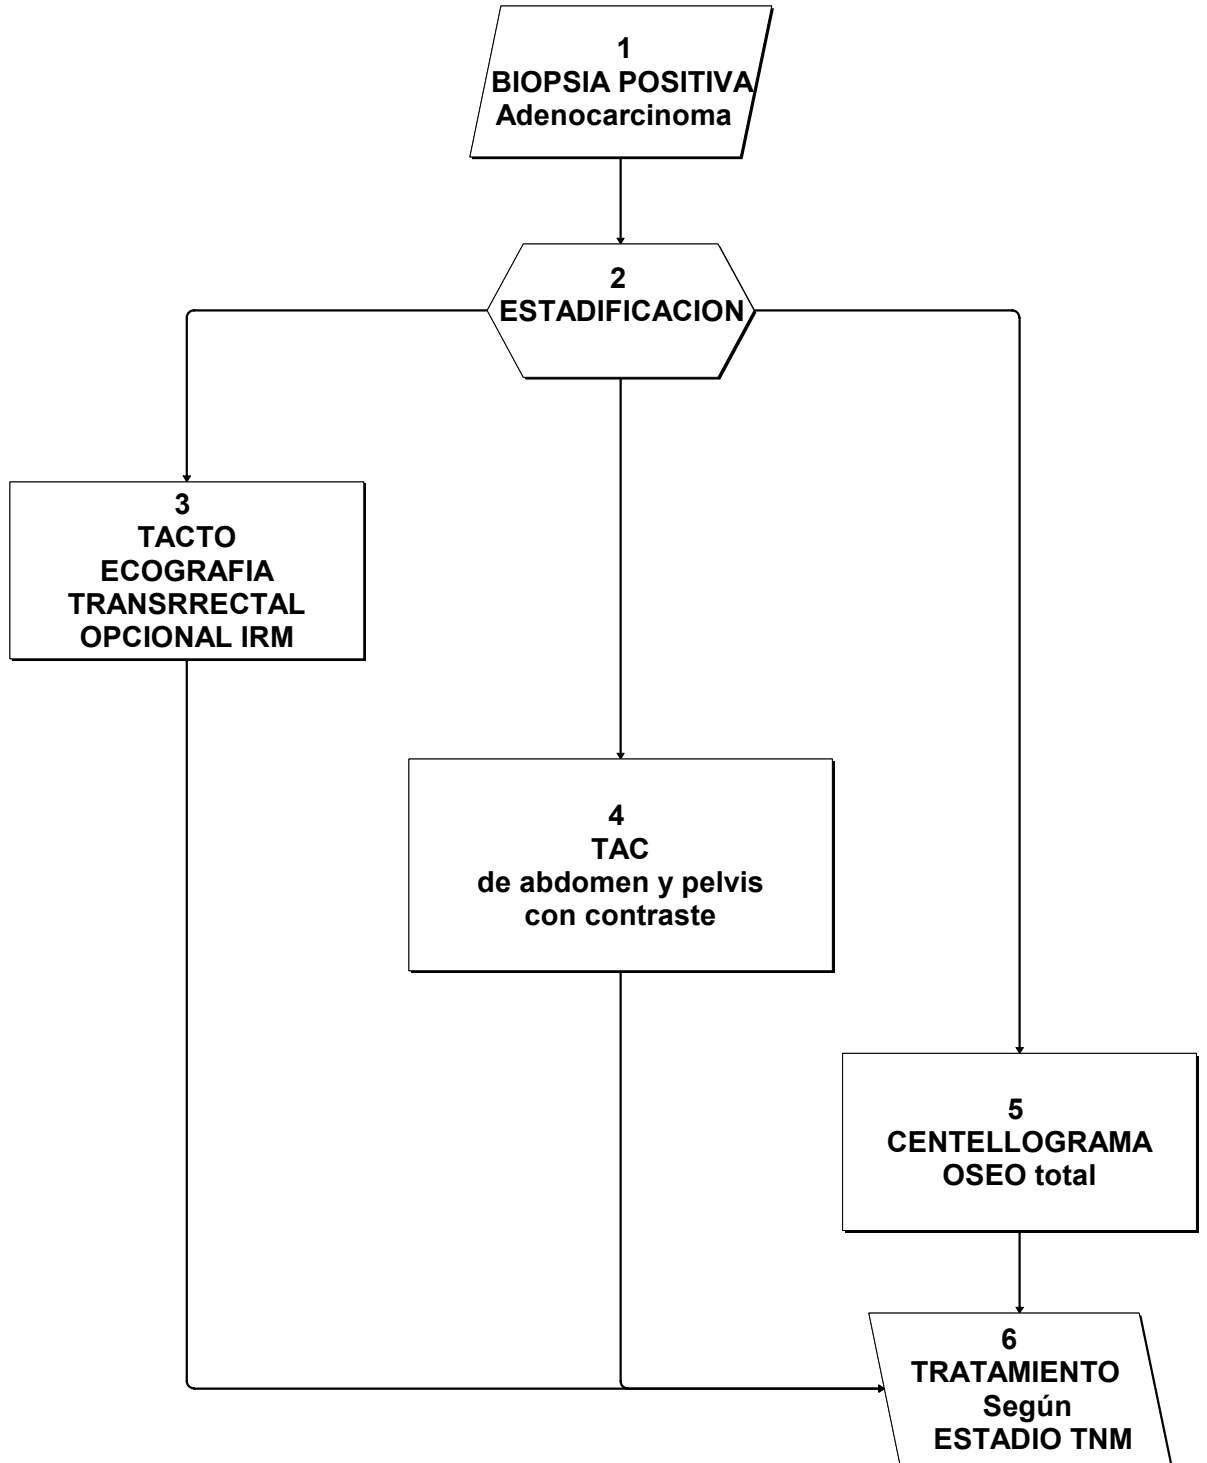 1
BIOPSIA POSITIVA
Adenocarcinoma
2
ESTADIFICACION
3
TACTO
ECOGRAFIA
TRANSRRECTAL
OPCIONAL IRM
4
TAC
de abdomen y pelvis
con contraste
5
CENTELLOGRAMA
OSEO total
6
TRATAMIENTO
Según
ESTADIO TNM